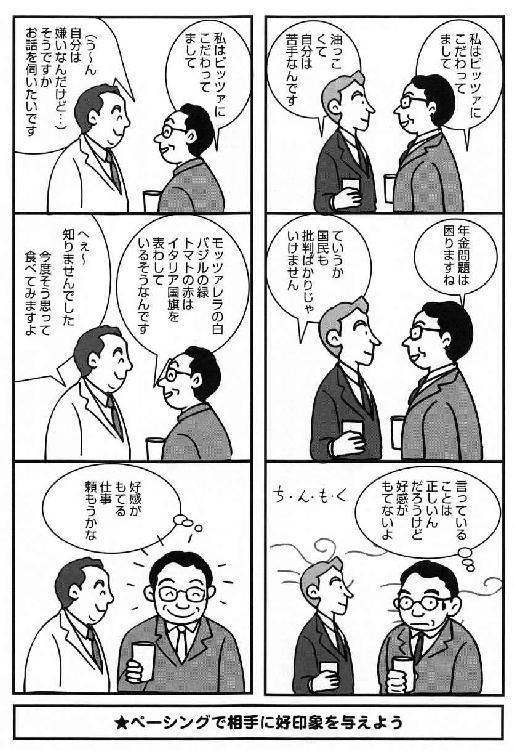 私はピッツァに
こだわって
まして
油っこ
くて
自分は
苦手なんです
年金問題は
困りますね
ていうか
国民も
批判ばかりじゃ
いけません
言っている
ことは
正しいん
だろうけど
好感が
もてないよ
ち・ん・も・く
私はピッツァに
こだわって
まして
(う〜ん
自分は
嫌いなんだけど…)
そうですか
お話を伺いたいです
モッツァレラの白
バジルの緑
トマトの赤は
イタリア国旗を
表わして
いるそうなんです
へぇ〜
知りませんでした
今度そう思って
食べてみますよ
好感が
もてる
仕事
頼もうかな
★ペーシングで相手に好印象を与えよう